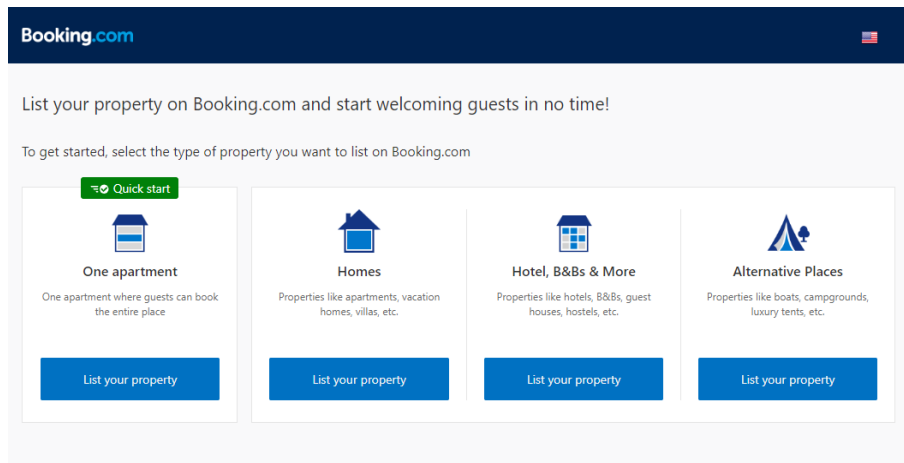 Booking.com
List your property on Booking.com and start welcoming guests in no time!
To get started, select the type of property you want to list on Booking.com
Quick start
One apartment
One apartment where guests can book
the entire place
List your property
Homes
Properties like apartments, vacation
homes, villas, etc.
List your property
Hotel, B&Bs & More
Properties like hotels, B&Bs, guest
houses, hostels, etc.
List your property
Alternative Places
Properties like boats, campgrounds,
luxury tents, etc.
List your property